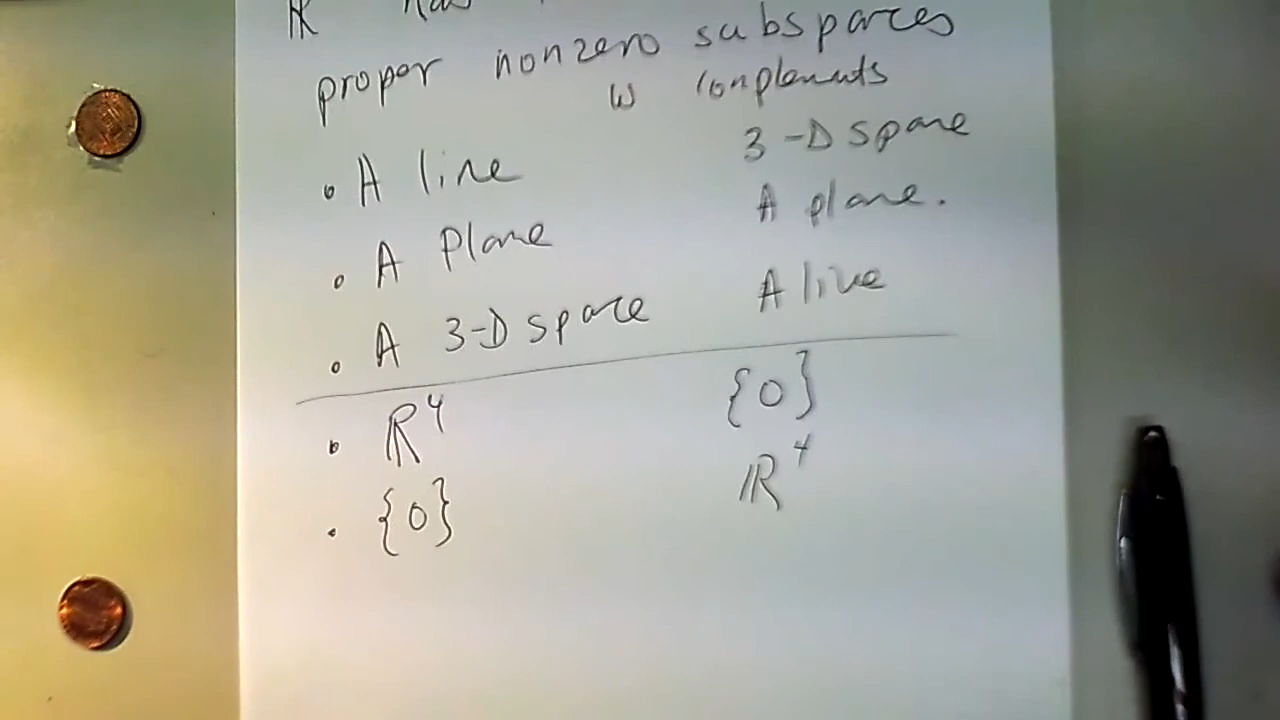 proper nonzero subspaces
w complements
• A line 3-D space
• A Plane A plane.
• A 3-D space A line
• ℝ⁴ {0}
• {0} ℝ⁴